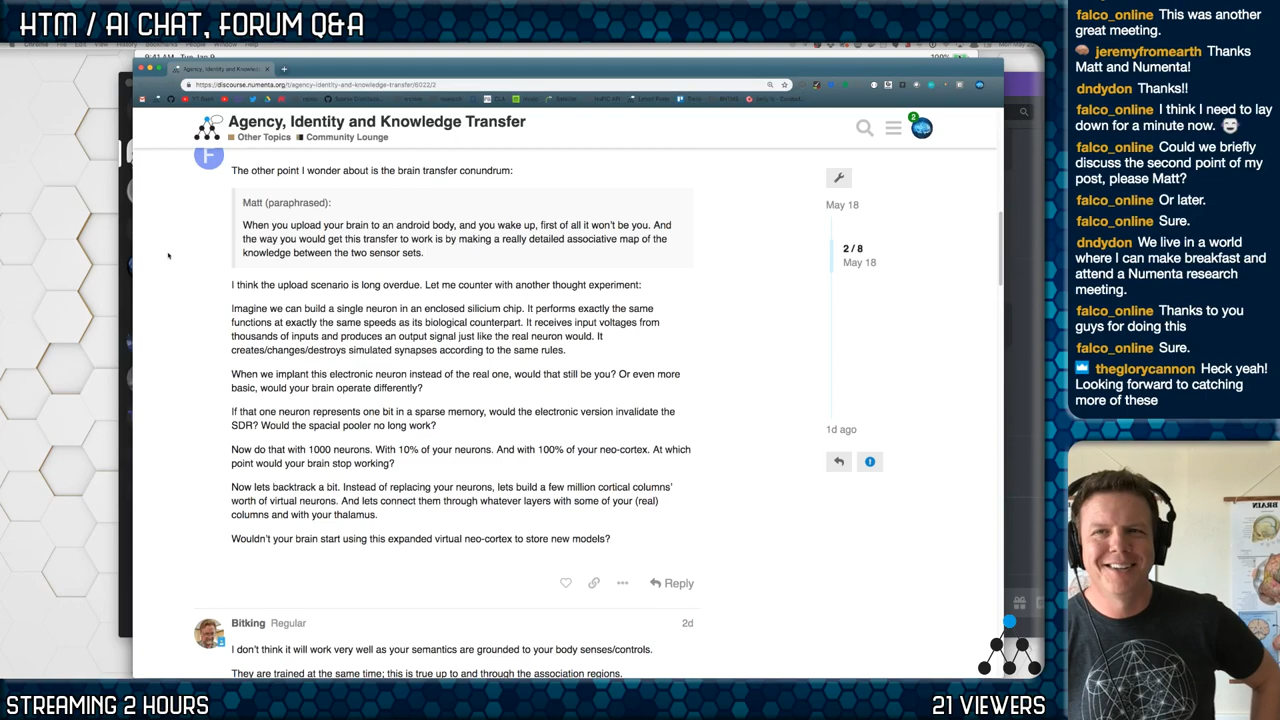 HTM / AI CHAT, FORUM Q&A
Agency, Identity and Knowledge
https://discourse.numenta.org/t/agency-identity-and-knowledge-transfer/6022/2
Agency, Identity and Knowledge Transfer
Other Topics Community Lounge
2
F
The other point I wonder about is the brain transfer conundrum:
Matt (paraphrased):
When you upload your brain to an android body, and you wake up, first of all it won't be you. And
the way you would get this transfer to work is by making a really detailed associative map of the
knowledge between the two sensor sets.
I think the upload scenario is long overdue. Let me counter with another thought experiment:
Imagine we can build a single neuron in an enclosed silicium chip. It performs exactly the same
functions at exactly the same speeds as its biological counterpart. It receives input voltages from
thousands of inputs and produces an output signal just like the real neuron would. It
creates/changes/destroys simulated synapses according to the same rules.
When we implant this electronic neuron instead of the real one, would that still be you? Or even more
basic, would your brain operate differently?
If that one neuron represents one bit in a sparse memory, would the electronic version invalidate the
SDR? Would the spacial pooler no long work?
Now do that with 1000 neurons. With 10% of your neurons. And with 100% of your neo-cortex. At which
point would your brain stop working?
Now lets backtrack a bit. Instead of replacing your neurons, lets build a few million cortical columns'
worth of virtual neurons. And lets connect them through whatever layers with some of your (real)
columns and with your thalamus.
Wouldn't your brain start using this expanded virtual neo-cortex to store new models?
Reply
Bitking Regular
2d
I don't think it will work very well as your semantics are grounded to your body senses/controls.
They are trained at the same time; this is true up to and through the association regions.
May 18
2 / 8
May 18
1d ago
falco_online This was another
great meeting.
jeremyfromearth Thanks
Matt and Numenta!
dndydon Thanks!!
falco_online I think I need to lay
down for a minute now.
falco_online Could we briefly
discuss the second point of my
post, please Matt?
falco_online Or later.
falco_online Sure.
dndydon We live in a world
where I can make breakfast and
attend a Numenta research
meeting.
falco_online Thanks to you
guys for doing this
falco_online Sure.
theglorycannon Heck yeah!
Looking forward to catching
more of these
BRAIN
STREAMING 2 HOURS
21 VIEWERS